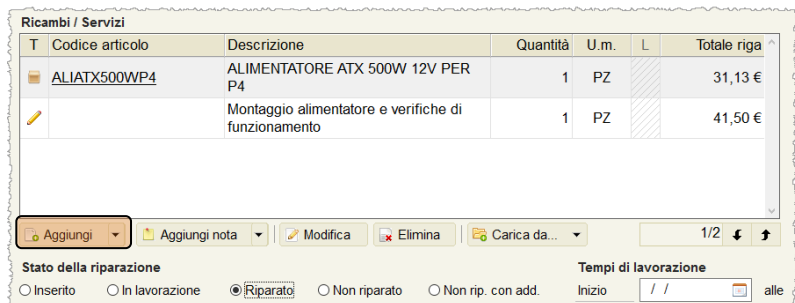 Ricambi / Servizi
T Codice articolo Descrizione Quantità U.m. L Totale riga
ALIATX500WP4 ALIMENTATORE ATX 500W 12V PER P4 1 PZ 31,13 €
Montaggio alimentatore e verifiche di funzionamento 1 PZ 41,50 €
Aggiungi Aggiungi nota Modifica Elimina Carica da... 1/2
Stato della riparazione Tempi di lavorazione
Inserito In lavorazione Riparato Non riparato Non rip. con add. Inizio / / alle